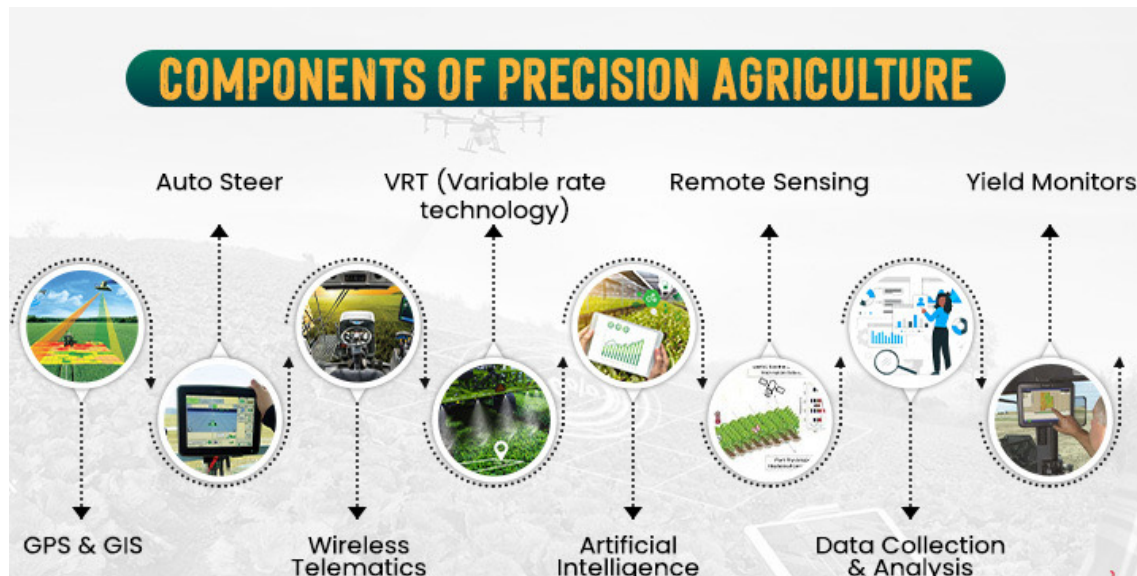 COMPONENTS OF PRECISION AGRICULTURE
Auto Steer
VRT (Variable rate
technology)
Remote Sensing
Yield Monitors
GPS & GIS
Wireless
Telematics
Artificial
Intelligence
Data Collection
& Analysis